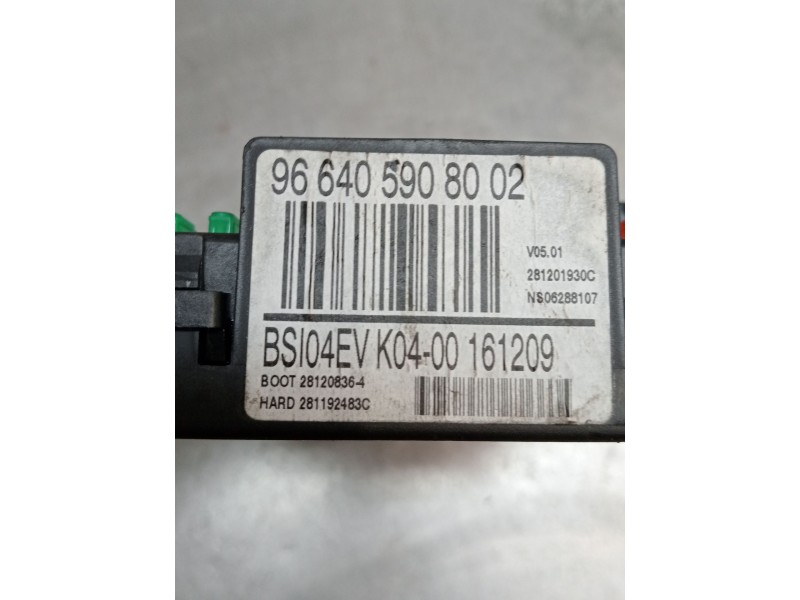 96 640 590 80 02
V05.01
281201930C
NS06288107
BSI04EV K04-00 161209
BOOT 28120836-4
HARD 281192483C